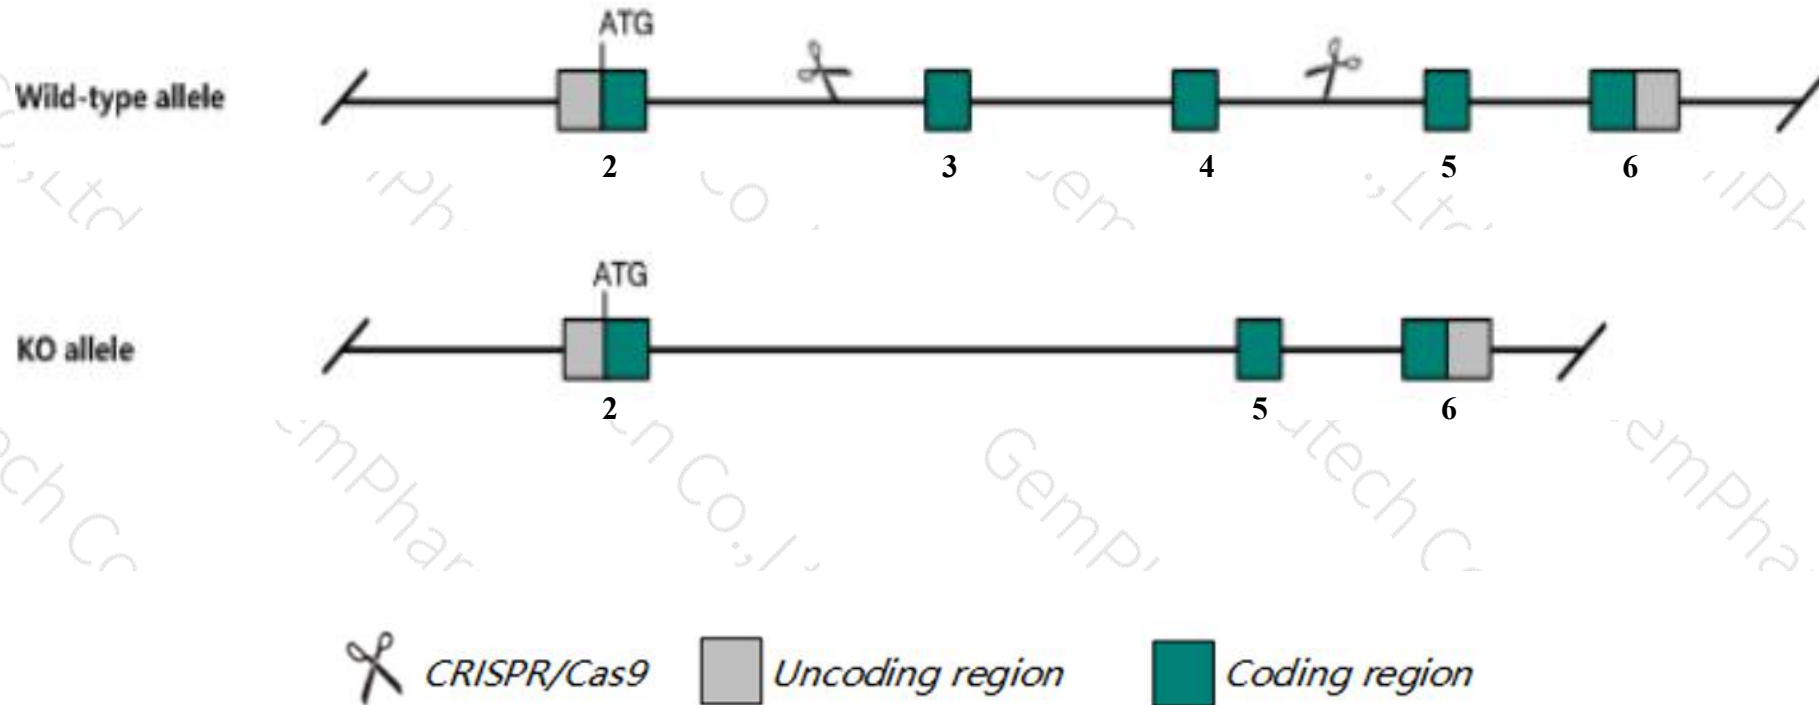 ATG
Wild-type allele
2 3 4 5 6
ATG
KO allele
2 5 6
CRISPR/Cas9 Uncoding region Coding region